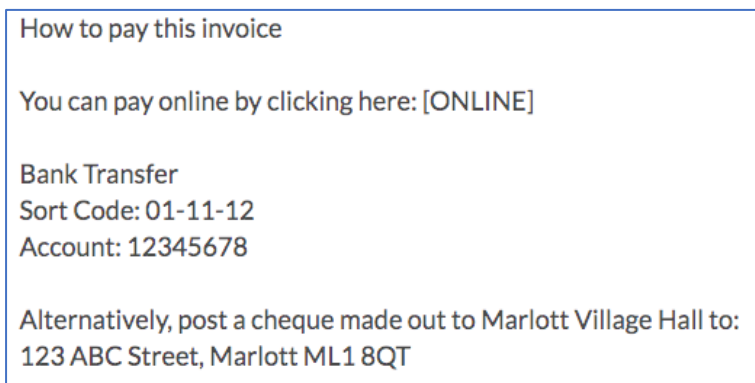 How to pay this invoice
You can pay online by clicking here: [ONLINE]
Bank Transfer
Sort Code: 01-11-12
Account: 12345678
Alternatively, post a cheque made out to Marlott Village Hall to:
123 ABC Street, Marlott ML1 8QT